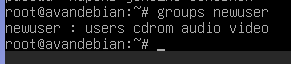 root@avandebian:~# groups newuser
newuser : users cdrom audio video
root@avandebian:~# _